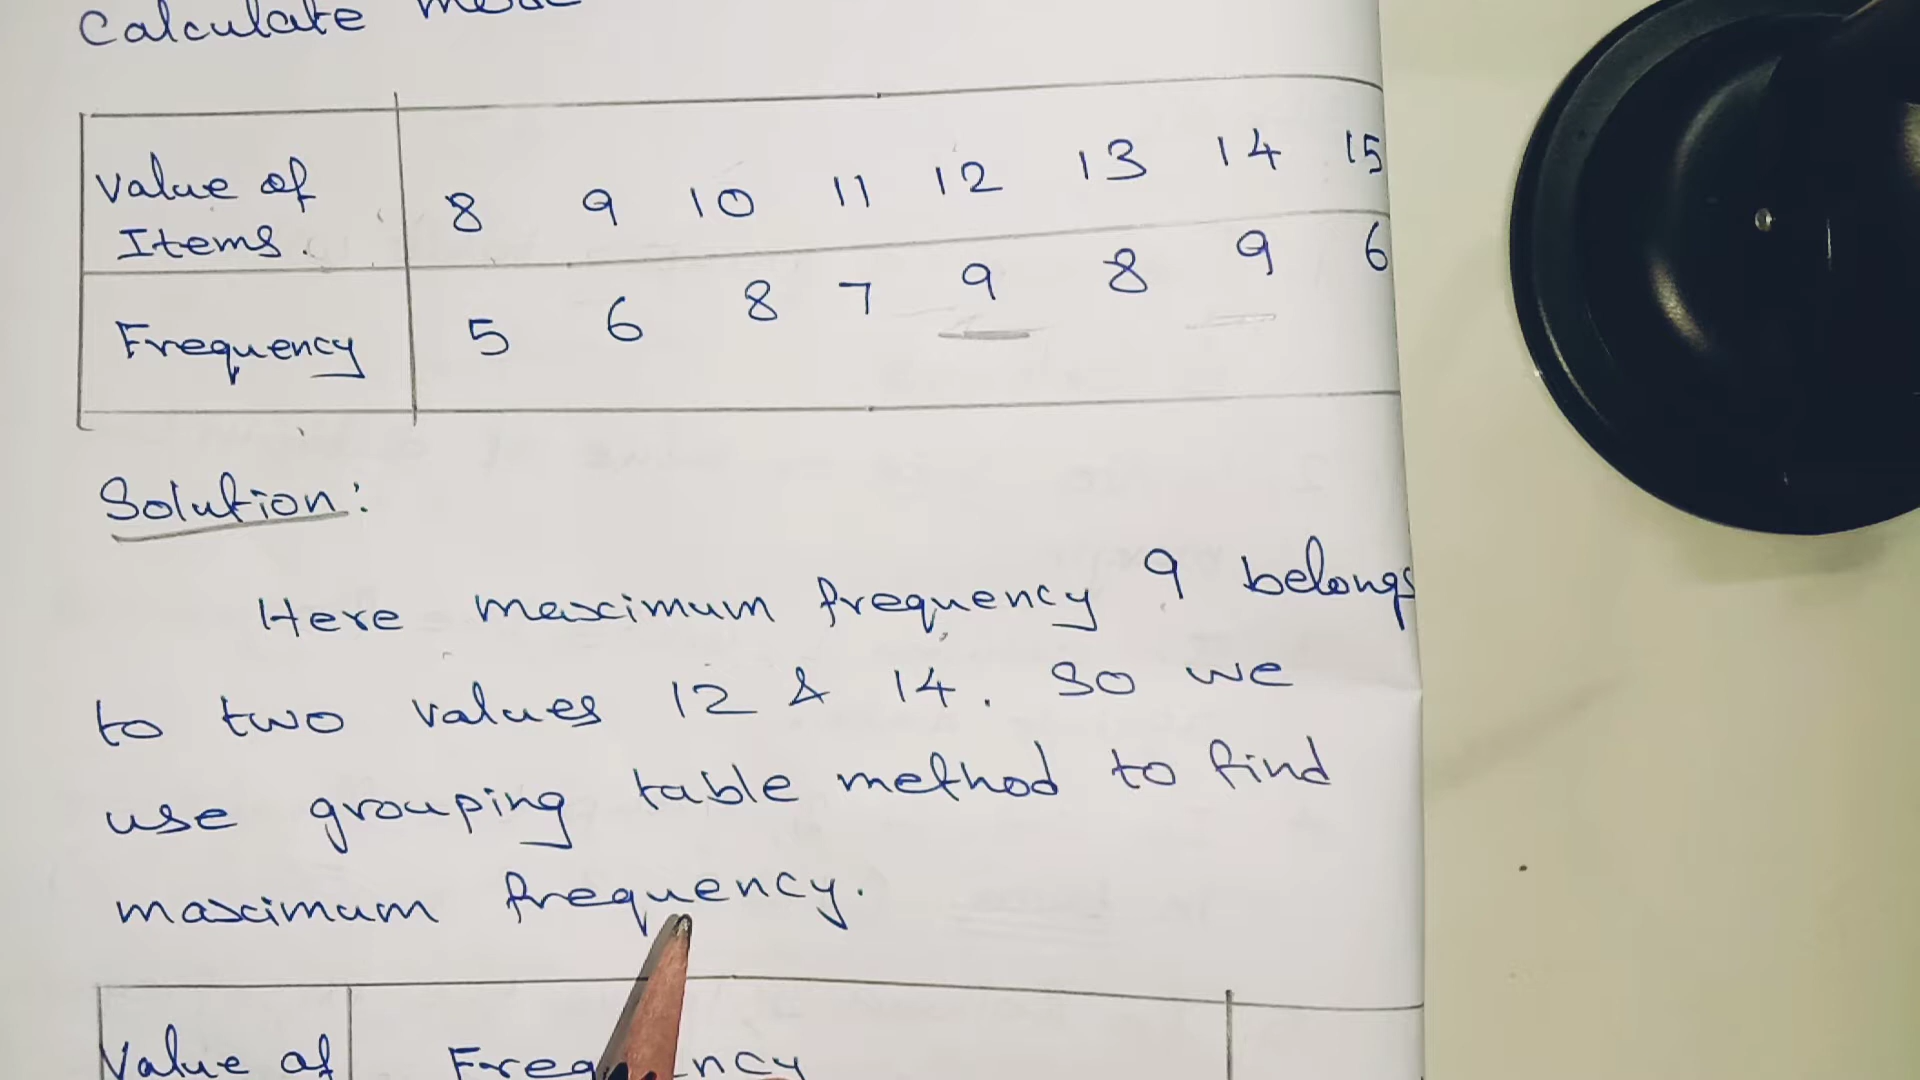 Calculate
Value of Items. 8 9 10 11 12 13 14 15
Frequency 5 6 8 7 9 8 9 6
Solution:
Here maximum frequency 9 belongs
to two values 12 & 14. So we
use grouping table method to find
maximum frequency.
Value of